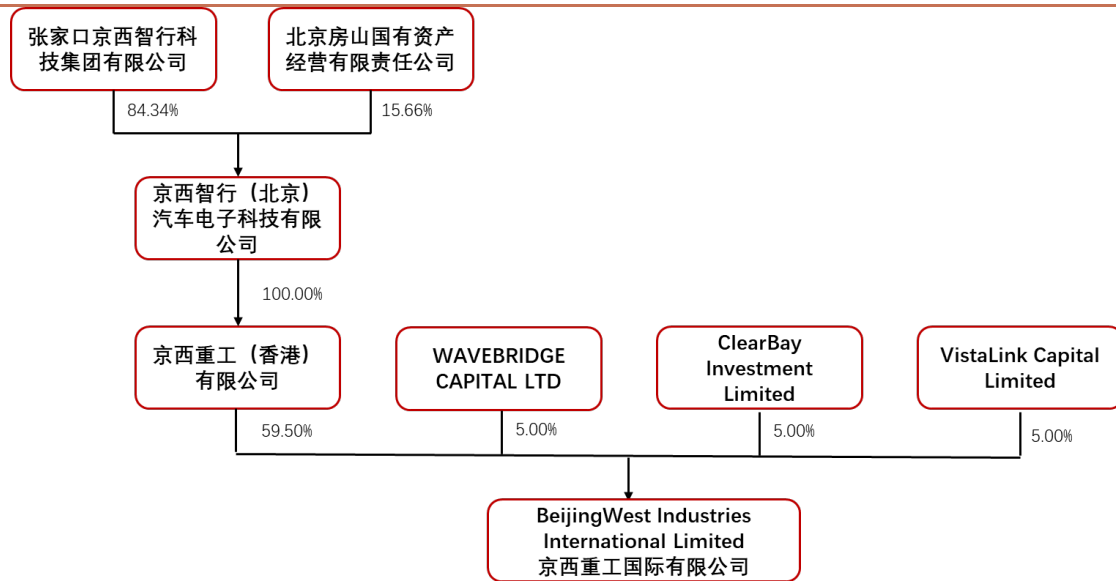 张家口京西智行科
技集团有限公司
北京房山国有资产
经营有限责任公司
84.34%
15.66%
京西智行（北京）
汽车电子科技有限
公司
100.00%
京西重工（香港）
有限公司
WAVEBRIDGE
CAPITAL LTD
ClearBay
Investment
Limited
VistaLink Capital
Limited
59.50%
5.00%
5.00%
5.00%
BeijingWest Industries
International Limited
京西重工国际有限公司